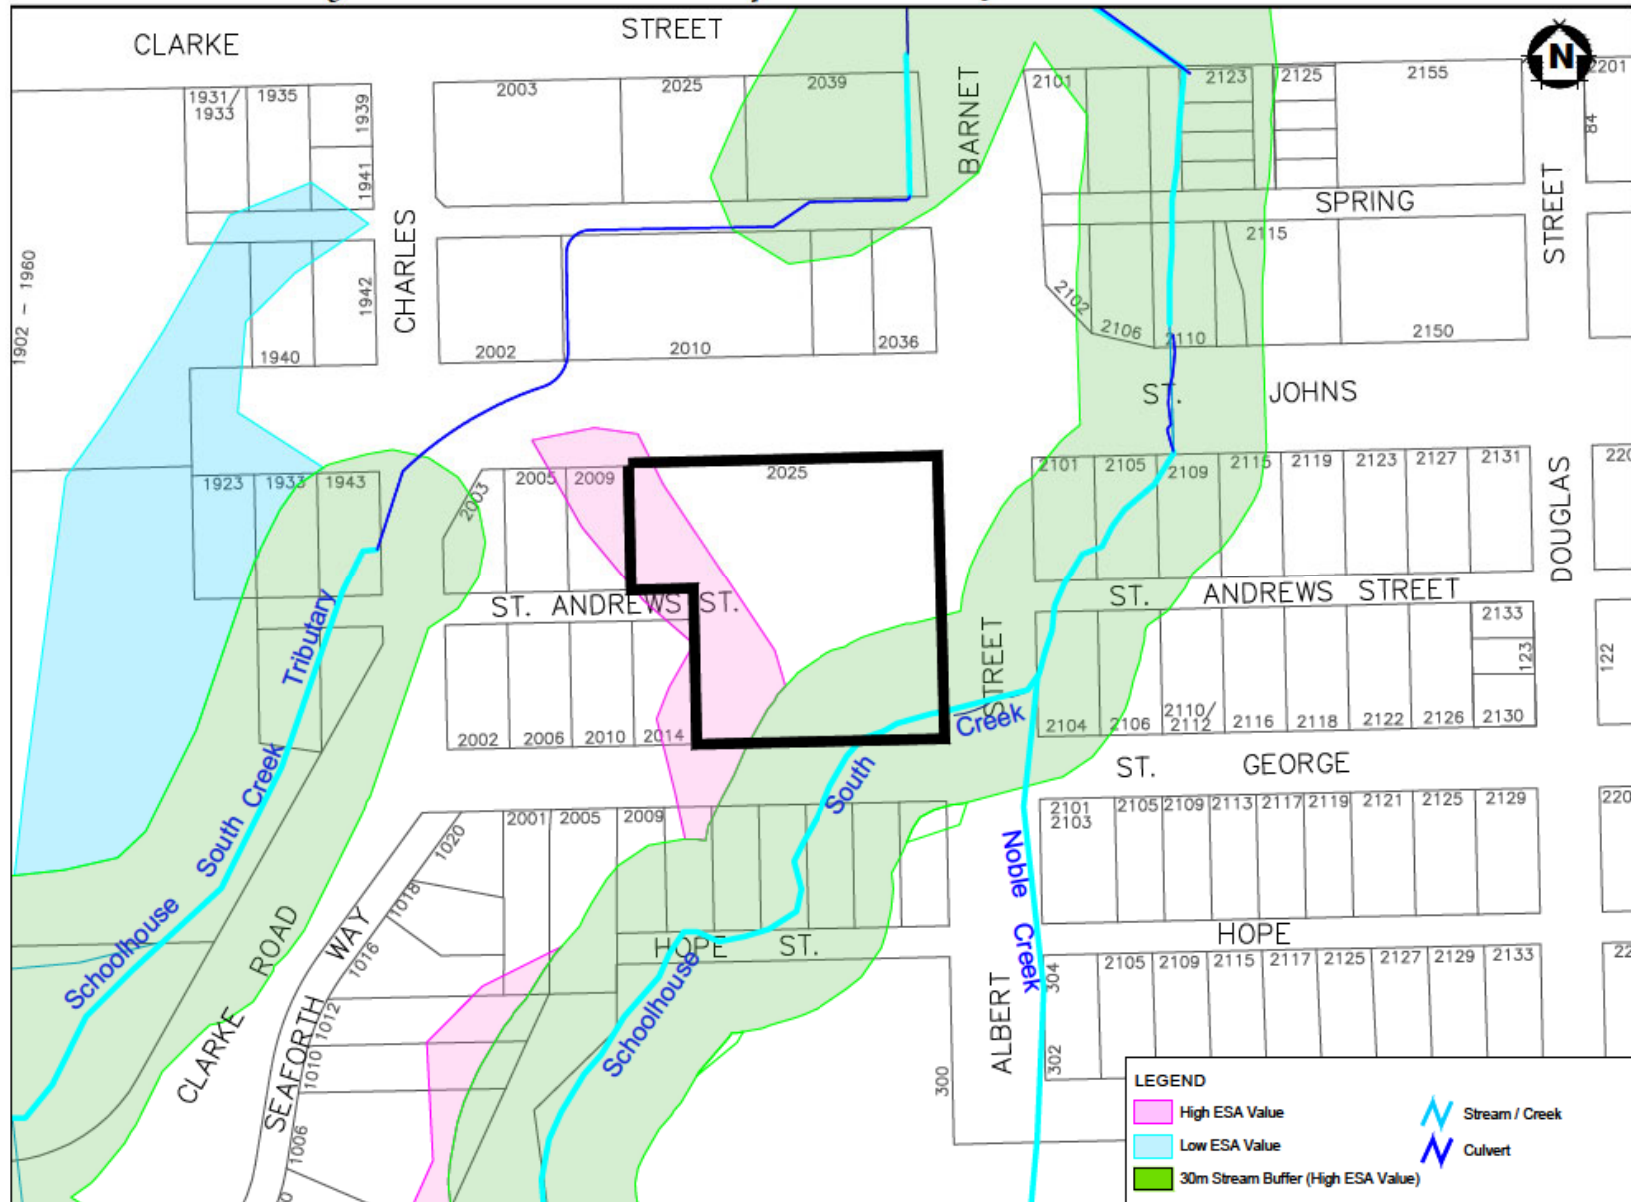 CLARKE
STREET
N
2003
2025
2039
BARNET
2101
2123
2125
2155
2201
1931/
1933
1935
1939
1941
84
CHARLES
SPRING
STREET
1902 - 1960
1942
2115
2102
2106
2110
2150
1940
2002
2010
2036
ST.
JOHNS
1923
1933
1943
2003
2005
2009
2025
2101
2105
2109
2115
2119
2123
2127
2131
220
DOUGLAS
ST. ANDREWS ST.
ST. ANDREWS STREET
2133
123
122
Tributary
STREET
Creek
2002
2006
2010
2014
2104
2106
2110/
2112
2116
2118
2122
2126
2130
South
ST. GEORGE
South Creek
1020
2001
2005
2009
2101
2103
2105
2109
2113
2117
2119
2121
2125
2129
220
1018
Noble Creek
Schoolhouse
CLARKE ROAD
SEAFORTH WAY
1016
1012
1010
1006
HOPE ST.
Schoolhouse
HOPE
304
302
2105
2109
2115
2117
2125
2127
2129
2133
22
ALBERT
300
LEGEND
High ESA Value
Low ESA Value
30m Stream Buffer (High ESA Value)
Stream / Creek
Culvert